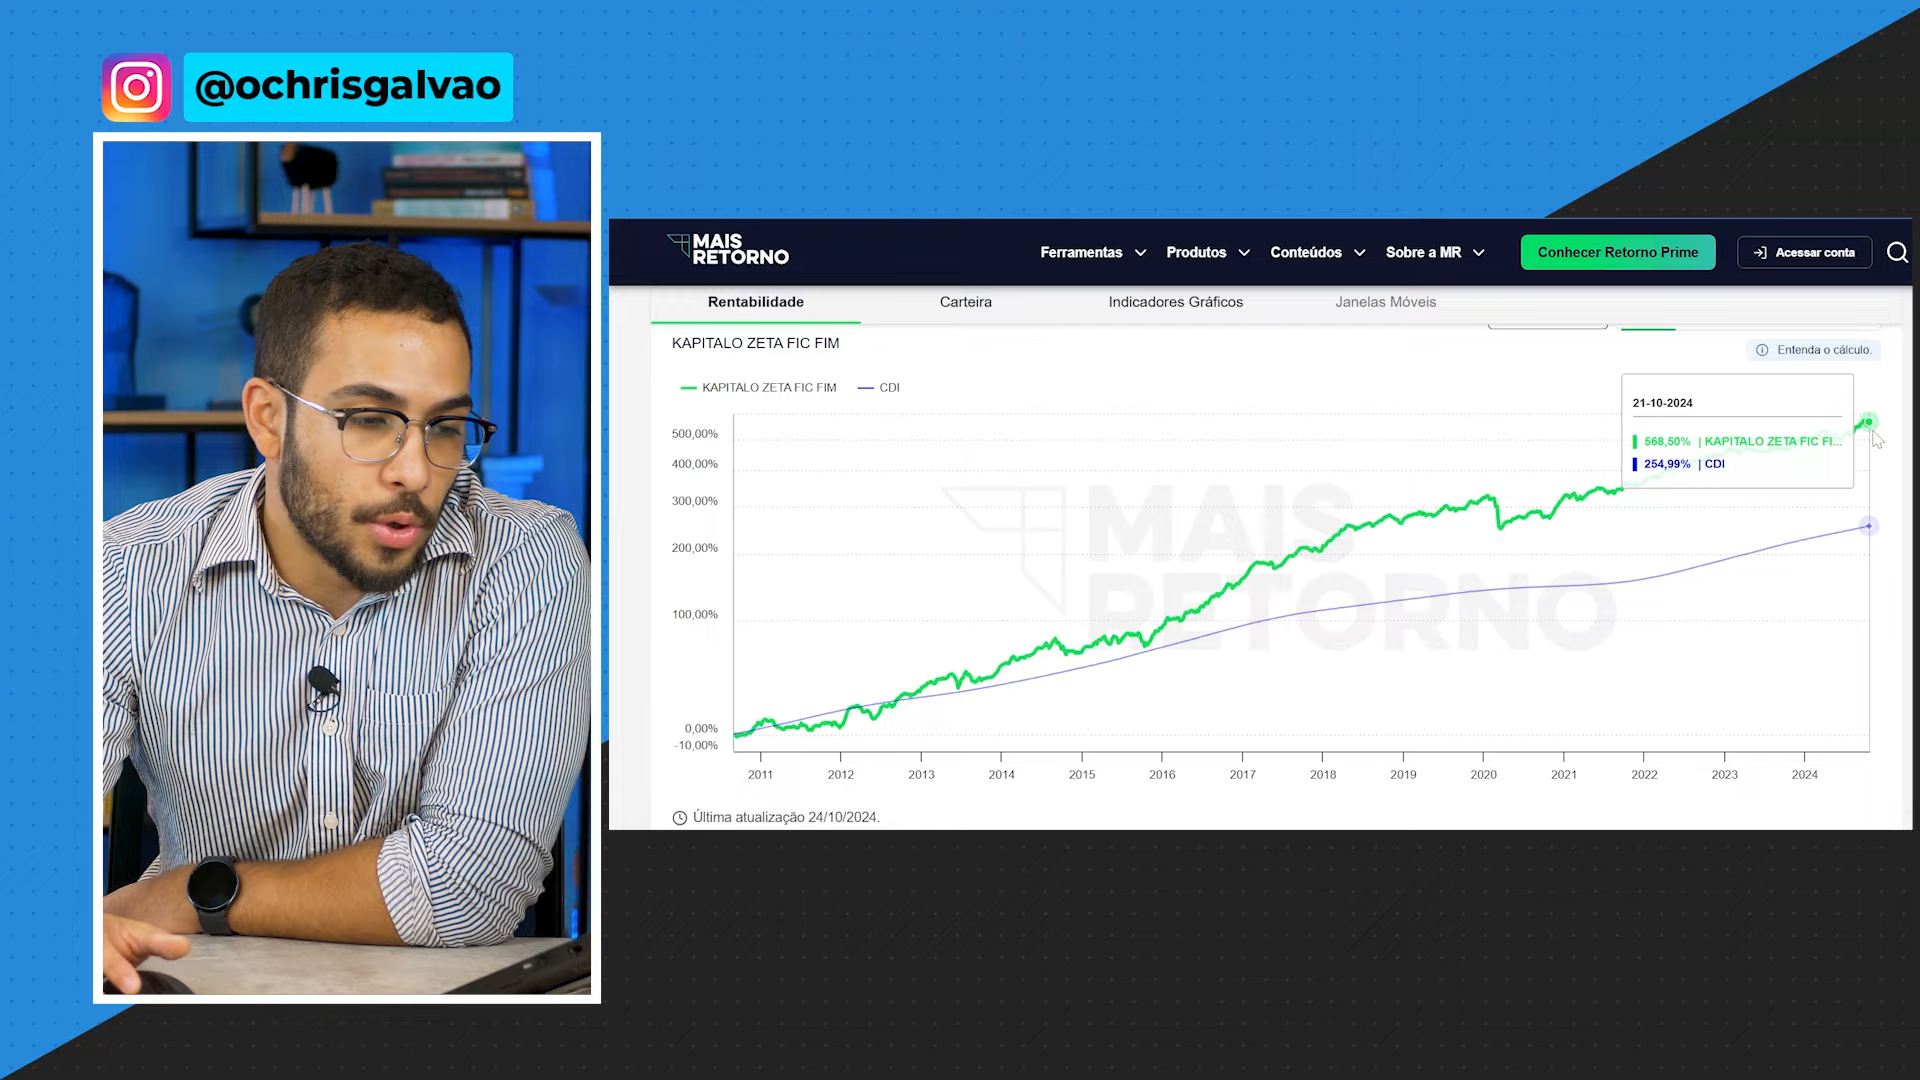 @ochrisgalvao
MAIS
RETORNO
Ferramentas
Produtos
Conteúdos
Sobre a MR
Conhecer Retorno Prime
Acessar conta
Rentabilidade
Carteira
Indicadores Gráficos
Janelas Móveis
KAPITALO ZETA FIC FIM
Entenda o cálculo.
KAPITALO ZETA FIC FIM
CDI
21-10-2024
568,50% | KAPITALO ZETA FIC FI...
254,99% | CDI
500,00%
400,00%
300,00%
200,00%
100,00%
0,00%
-10,00%
MAIS
RETORNO
2011 2012 2013 2014 2015 2016 2017 2018 2019 2020 2021 2022 2023 2024
Última atualização 24/10/2024.